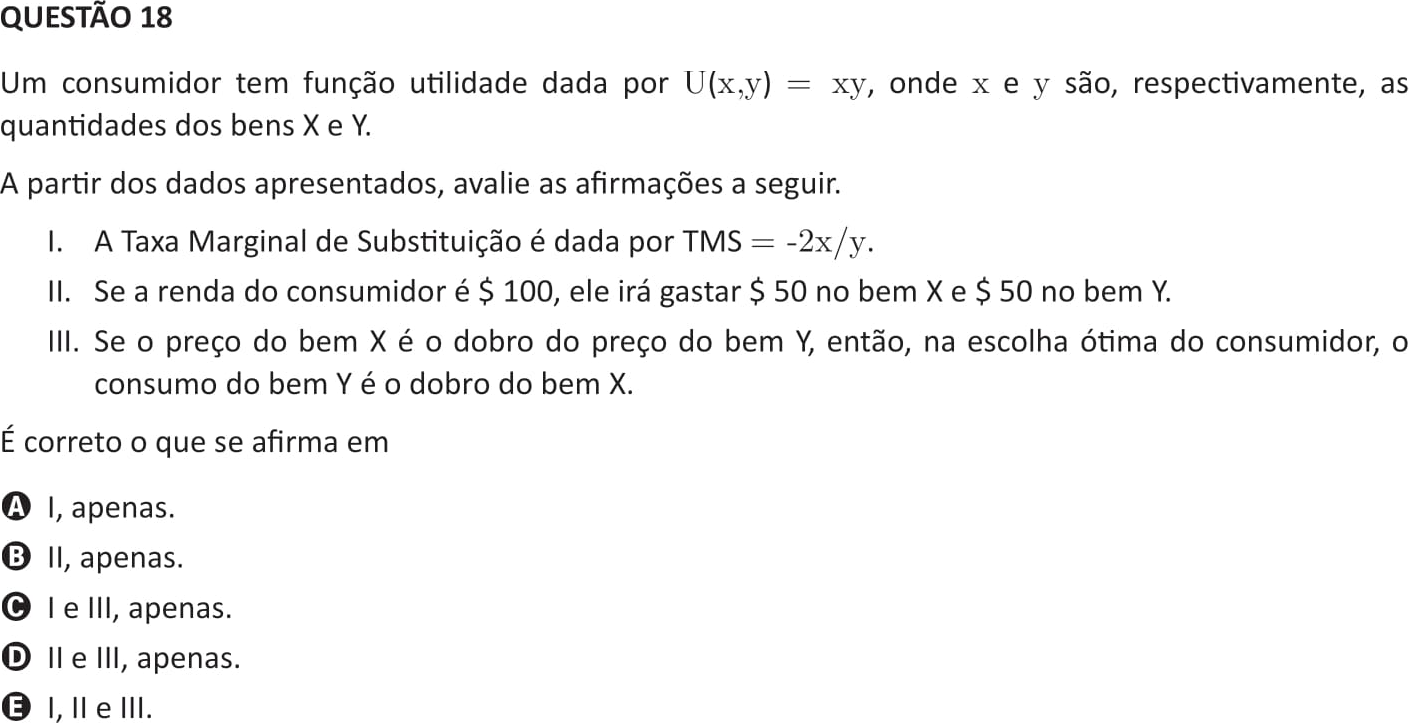 QUESTÃO 18
Um consumidor tem função utilidade dada por U(x,y) = xy, onde x e y são, respectivamente, as
quantidades dos bens X e Y.
A partir dos dados apresentados, avalie as afirmações a seguir.
I. A Taxa Marginal de Substituição é dada por TMS = -2x/y.
II. Se a renda do consumidor é $ 100, ele irá gastar $ 50 no bem X e $ 50 no bem Y.
III. Se o preço do bem X é o dobro do preço do bem Y, então, na escolha ótima do consumidor, o
consumo do bem Y é o dobro do bem X.
É correto o que se afirma em
A I, apenas.
B II, apenas.
C I e III, apenas.
D II e III, apenas.
E I, II e III.